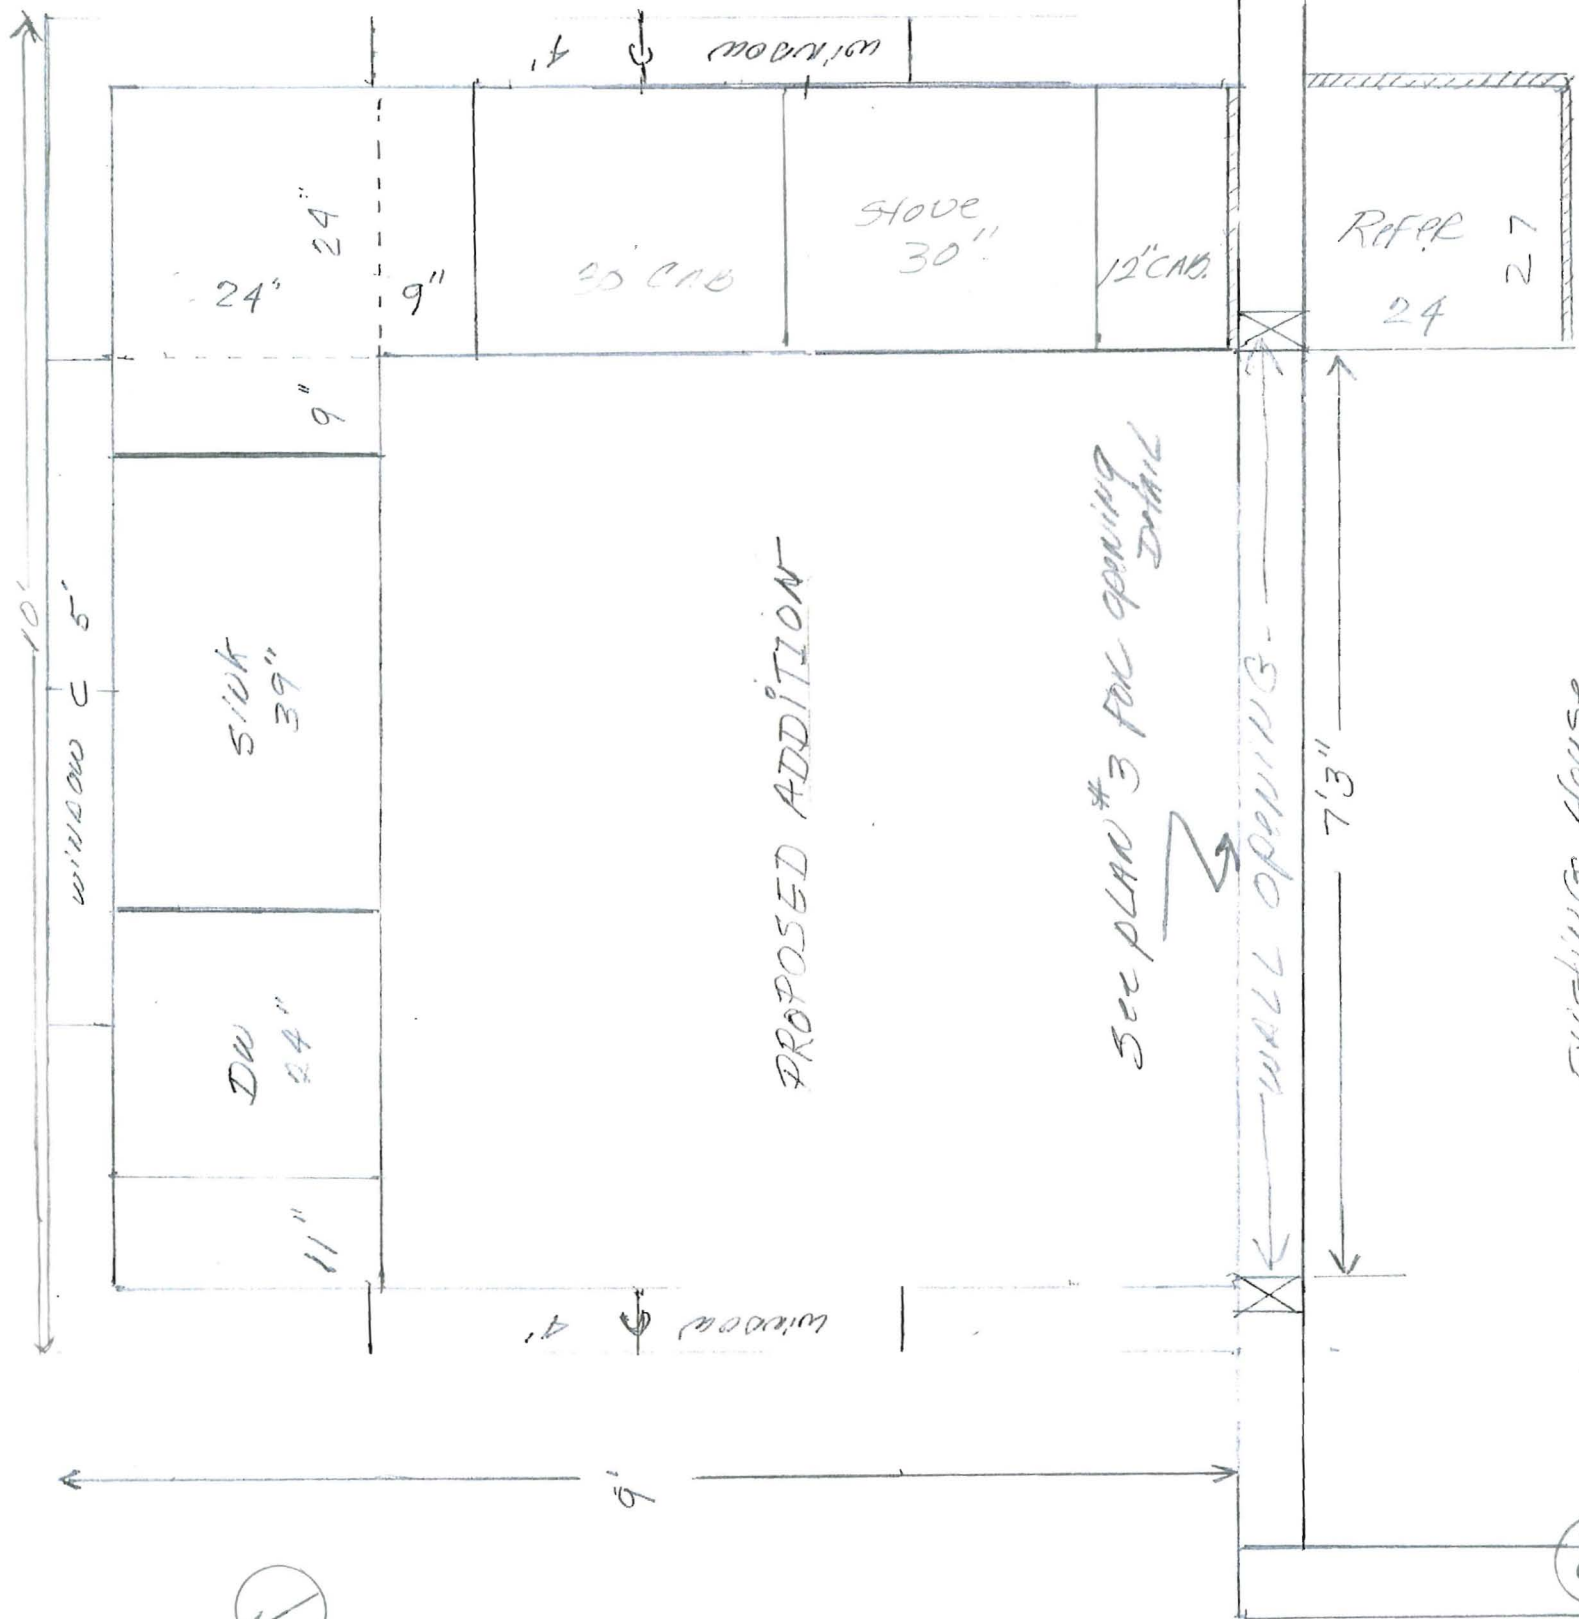 10'
window C 5'
window
C
4'
24"
24"
9"
9"
30" CAB
Stove
30"
12" CAB.
Refer
24
27
Sink
39"
DW
24"
11"
PROPOSED ADDITION
See pLAN #3 FOR opening
Detail
WALL OPENING
7'3"
window
C
4'
9'
Existing House